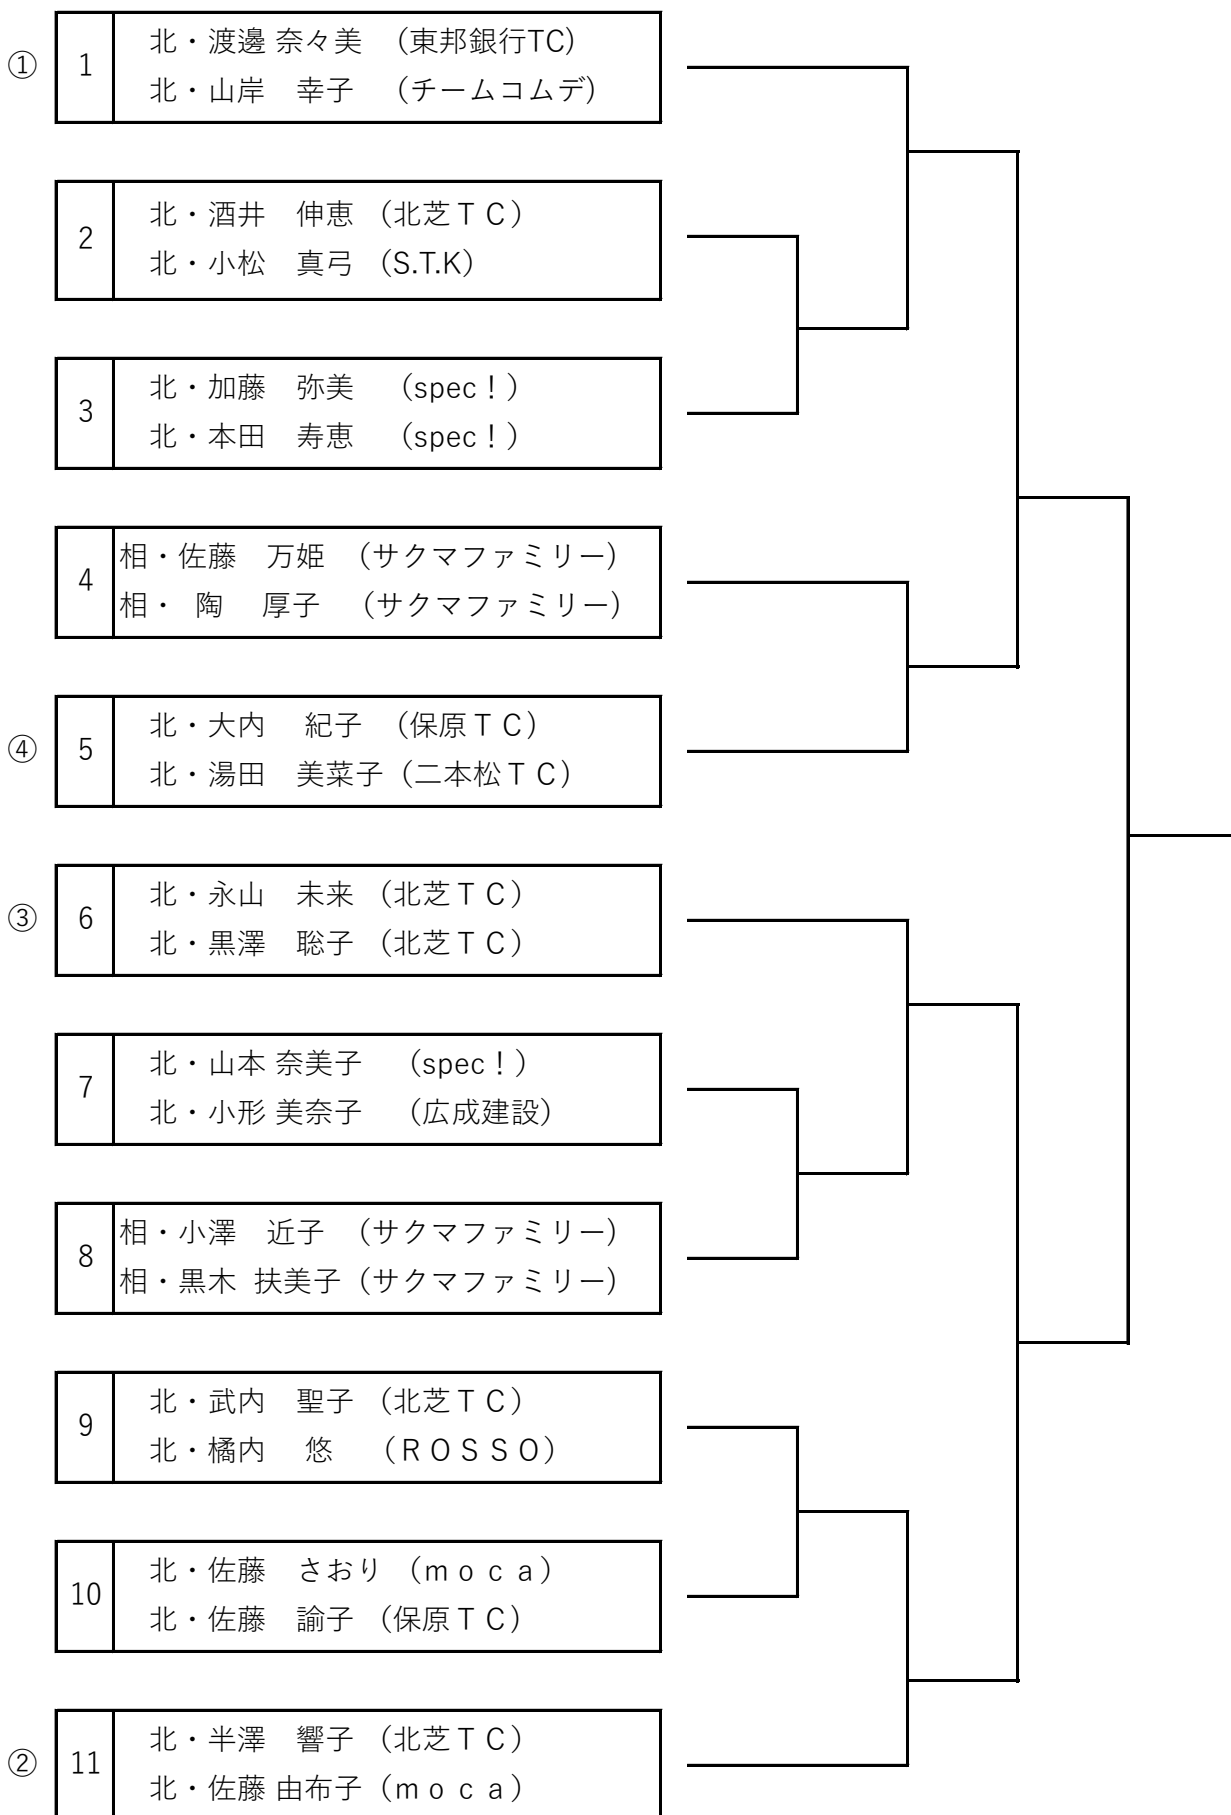 ① 1 北・渡邊 奈々美 （東邦銀行TC）
北・山岸 幸子 （チームコムデ）
2 北・酒井 伸恵 （北芝ＴＣ）
北・小松 真弓 （S.T.K）
3 北・加藤 弥美 （spec！）
北・本田 寿恵 （spec！）
4 相・佐藤 万姫 （サクマファミリー）
相・ 陶 厚子 （サクマファミリー）
④ 5 北・大内 紀子 （保原ＴＣ）
北・湯田 美菜子（二本松ＴＣ）
③ 6 北・永山 未来 （北芝ＴＣ）
北・黒澤 聡子 （北芝ＴＣ）
7 北・山本 奈美子 （spec！）
北・小形 美奈子 （広成建設）
8 相・小澤 近子 （サクマファミリー）
相・黒木 扶美子（サクマファミリー）
9 北・武内 聖子 （北芝ＴＣ）
北・橘内 悠 （ＲＯＳＳＯ）
10 北・佐藤 さおり （ｍｏｃａ）
北・佐藤 諭子 （保原ＴＣ）
② 11 北・半澤 響子 （北芝ＴＣ）
北・佐藤 由布子（ｍｏｃａ）